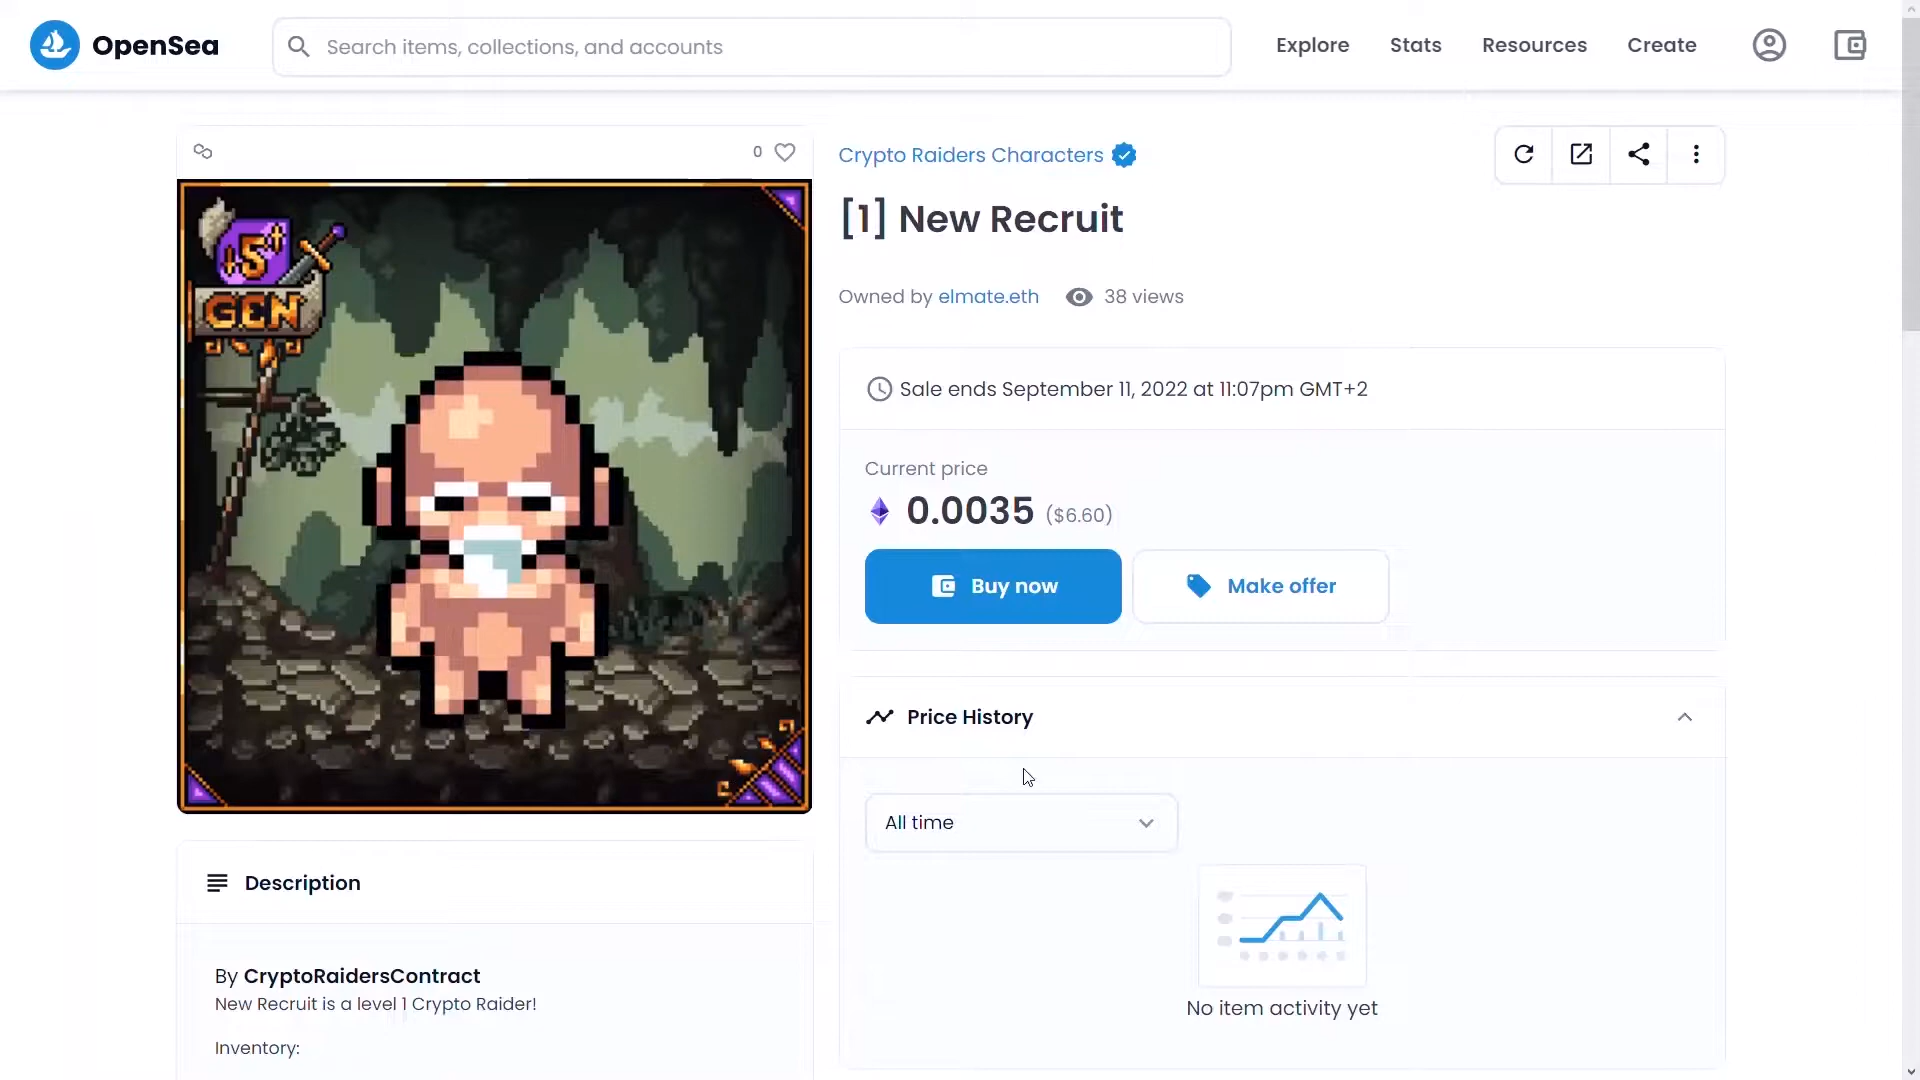 OpenSea
Search items, collections, and accounts
Explore
Stats
Resources
Create
0
+5+
GEN
Crypto Raiders Characters
[1] New Recruit
Owned by elmate.eth
38 views
Sale ends September 11, 2022 at 11:07pm GMT+2
Current price
0.0035 ($6.60)
Buy now
Make offer
Price History
All time
No item activity yet
Description
By CryptoRaidersContract
New Recruit is a level 1 Crypto Raider!
Inventory: